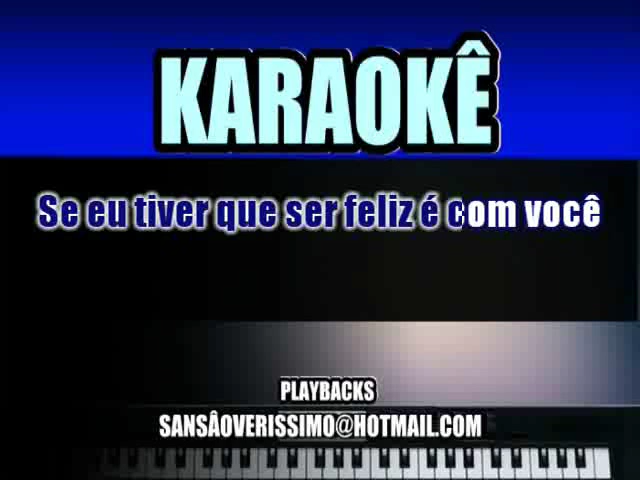 KARAOKÊ
Se eu tiver que ser feliz é com você
PLAYBACKS
SANSÂOVERISSIMO@HOTMAIL.COM